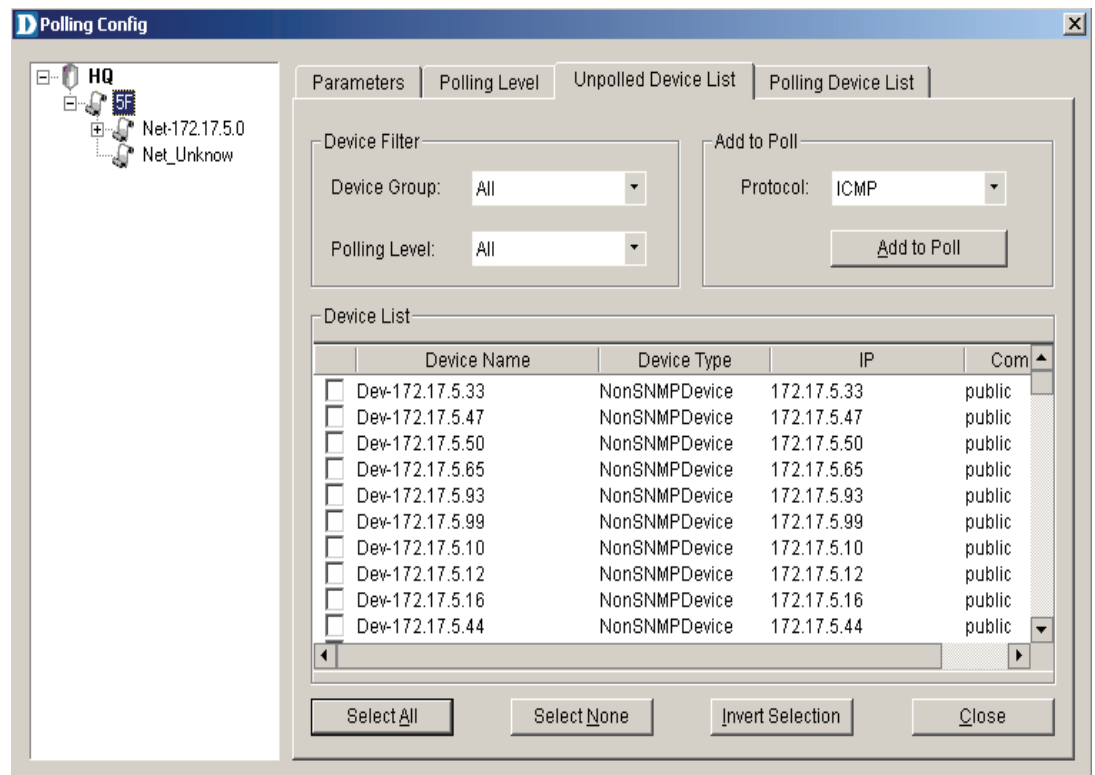 D Polling Config
HQ
5F
Net-172.17.5.0
Net_Unknow
Parameters Polling Level Unpolled Device List Polling Device List
Device Filter
Device Group: All
Polling Level: All
Add to Poll
Protocol: ICMP
Add to Poll
Device List
Device Name Device Type IP Com
Dev-172.17.5.33 NonSNMPDevice 172.17.5.33 public
Dev-172.17.5.47 NonSNMPDevice 172.17.5.47 public
Dev-172.17.5.50 NonSNMPDevice 172.17.5.50 public
Dev-172.17.5.65 NonSNMPDevice 172.17.5.65 public
Dev-172.17.5.93 NonSNMPDevice 172.17.5.93 public
Dev-172.17.5.99 NonSNMPDevice 172.17.5.99 public
Dev-172.17.5.10 NonSNMPDevice 172.17.5.10 public
Dev-172.17.5.12 NonSNMPDevice 172.17.5.12 public
Dev-172.17.5.16 NonSNMPDevice 172.17.5.16 public
Dev-172.17.5.44 NonSNMPDevice 172.17.5.44 public
Select All Select None Invert Selection Close